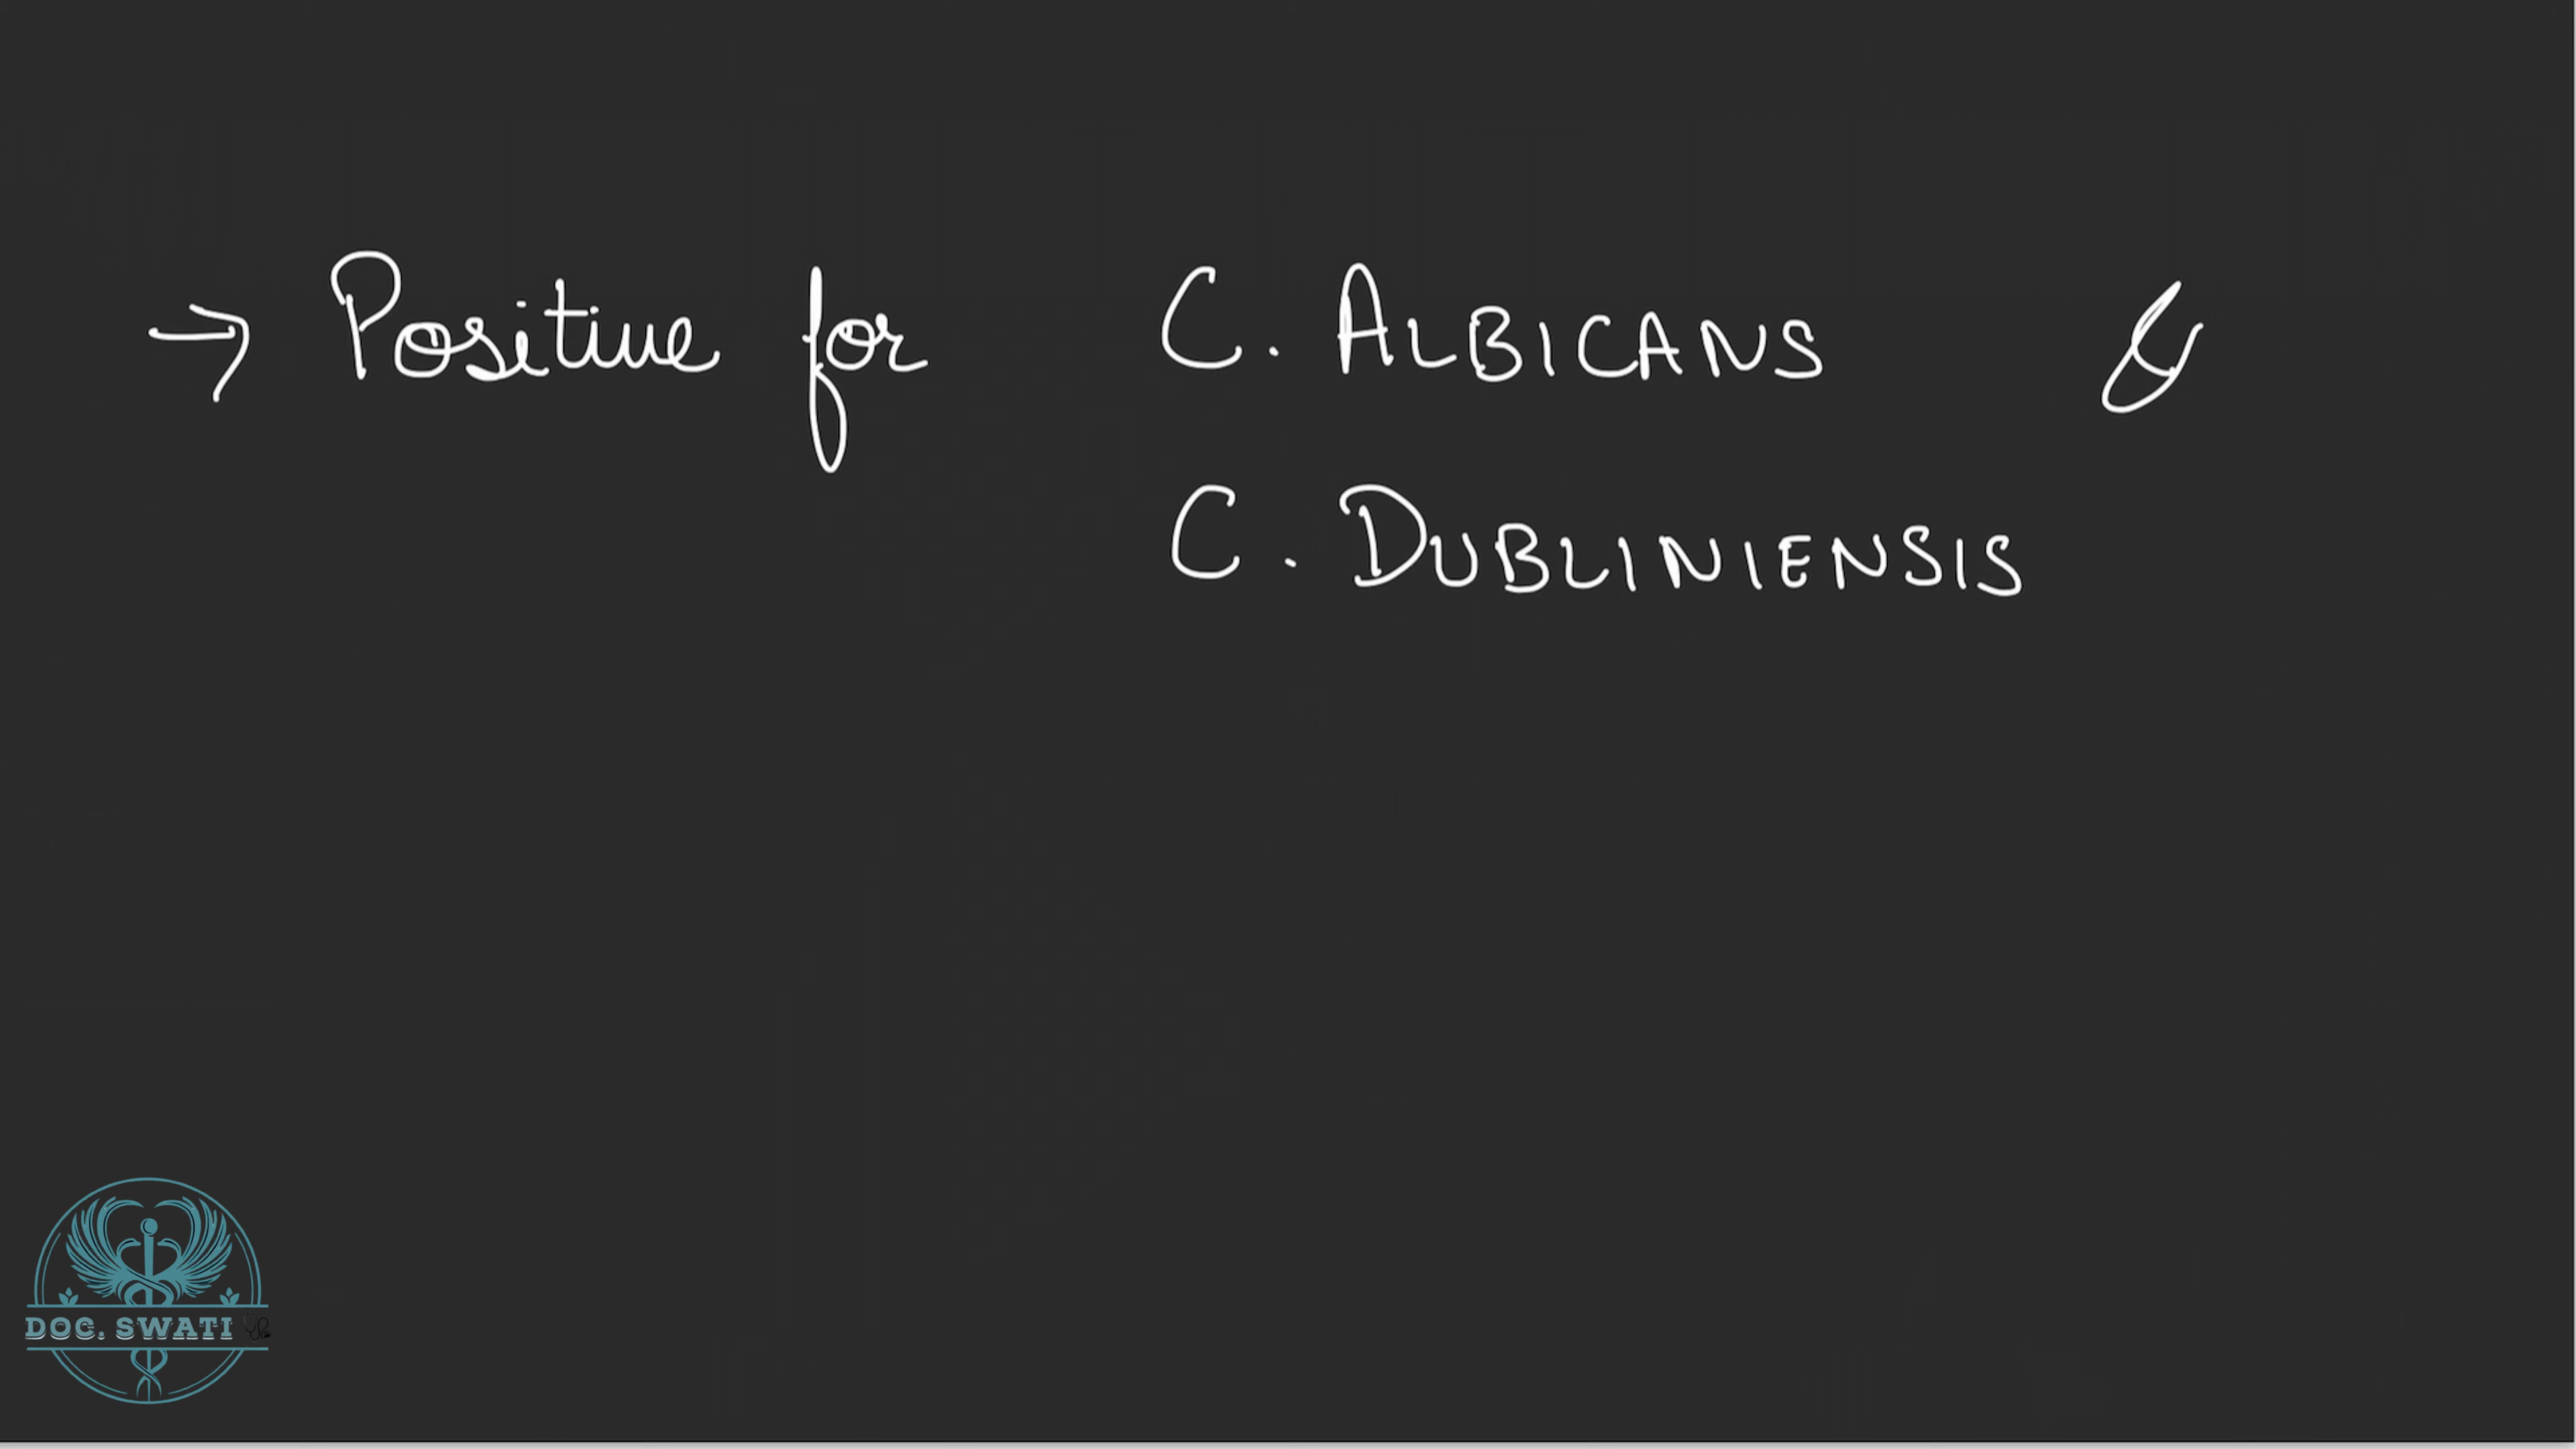 → Positive for C. ALBICANS &
C. DUBLINIENSIS
DOC. SWATI